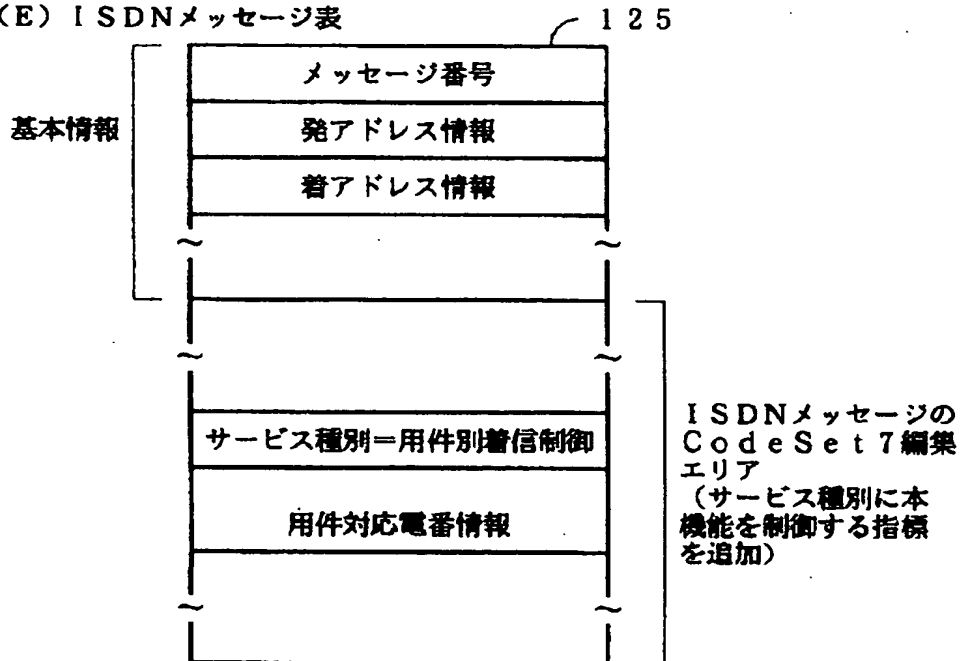 （E）ＩＳＤＮメッセージ表
１２５
メッセージ番号
基本情報
発アドレス情報
着アドレス情報
サービス種別＝用件別着信制御
用件対応電番情報
ＩＳＤＮメッセージの
ＣｏｄｅＳｅｔ７編集
エリア
（サービス種別に本
機能を制御する指標
を追加）